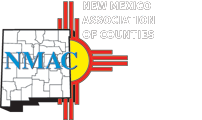 NEW MEXICO
ASSOCIATION
OF COUNTIES
NMAC